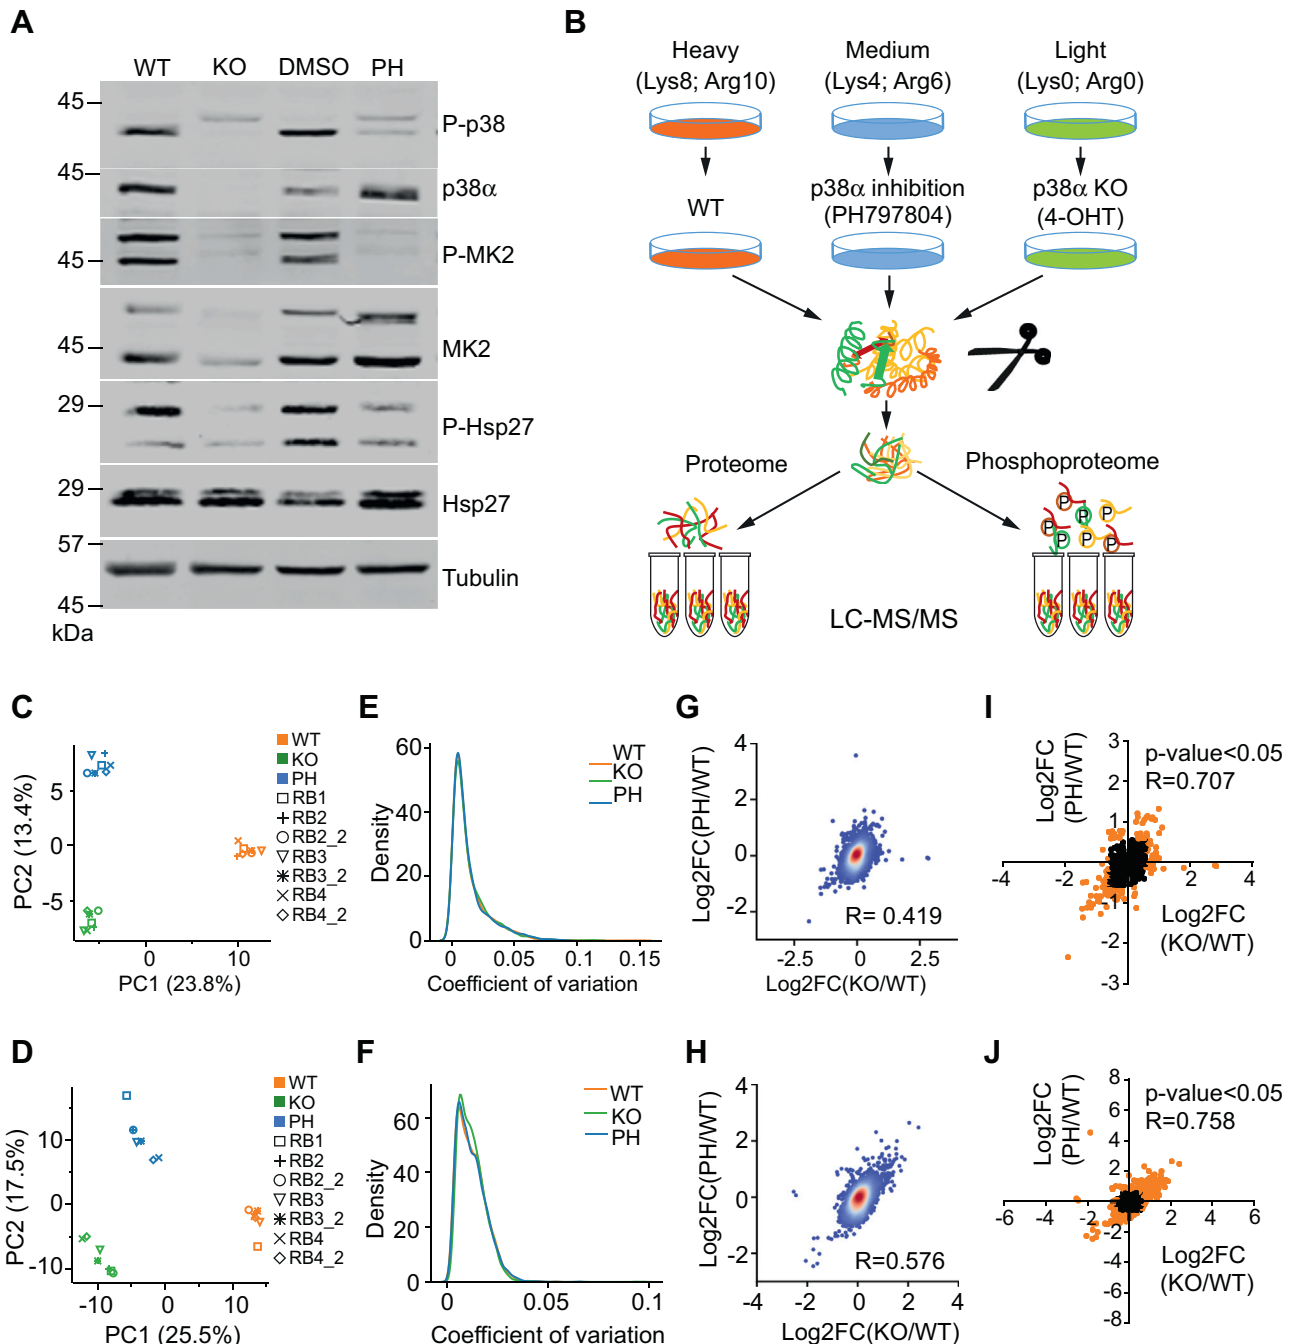 A
WT KO DMSO PH
45
P-p38
45
p38α
P-MK2
45
MK2
45
29
P-Hsp27
29
Hsp27
57
Tubulin
45
kDa
B
Heavy Medium Light
(Lys8; Arg10) (Lys4; Arg6) (Lys0; Arg0)
WT
p38α inhibition
(PH797804)
p38α KO
(4-OHT)
Proteome Phosphoproteome
P P P
P P P P
LC-MS/MS
C
PC2 (13.4%)
5
0
-5
0 10
PC1 (23.8%)
WT
KO
PH
RB1
RB2
RB2_2
RB3
RB3_2
RB4
RB4_2
E
Density
60
40
20
0
0 0.05 0.1 0.15
Coefficient of variation
WT
KO
PH
G
Log2FC(PH/WT)
4
2
0
-2
R= 0.419
-2.5 0 2.5
Log2FC(KO/WT)
I
Log2FC
(PH/WT)
p-value<0.05
R=0.707
3
2
1
-4 -2 2 4
-1
-2
-3
Log2FC
(KO/WT)
D
PC2 (17.5%)
10
0
-10
-10 0 10
PC1 (25.5%)
WT
KO
PH
RB1
RB2
RB2_2
RB3
RB3_2
RB4
RB4_2
F
Density
60
40
20
0
0 0.05 0.1
Coefficient of variation
WT
KO
PH
H
Log2FC(PH/WT)
4
2
0
-2
R=0.576
-4 -2 0 2 4
Log2FC(KO/WT)
J
Log2FC
(PH/WT)
p-value<0.05
R=0.758
8
6
4
2
-6 -4 -2 2 4 6
-2
-4
-6
-8
Log2FC
(KO/WT)